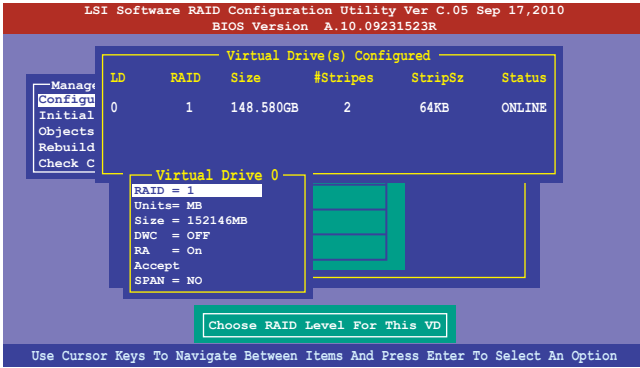 LSI Software RAID Configuration Utility Ver C.05 Sep 17,2010
BIOS Version A.10.09231523R
Virtual Drive(s) Configured
LD RAID Size #Stripes StripSz Status
0 1 148.580GB 2 64KB ONLINE
Manage
Configu
Initial
Objects
Rebuild
Check C
Virtual Drive 0
RAID = 1
Units= MB
Size = 152146MB
DWC = OFF
RA = On
Accept
SPAN = NO
Choose RAID Level For This VD
Use Cursor Keys To Navigate Between Items And Press Enter To Select An Option